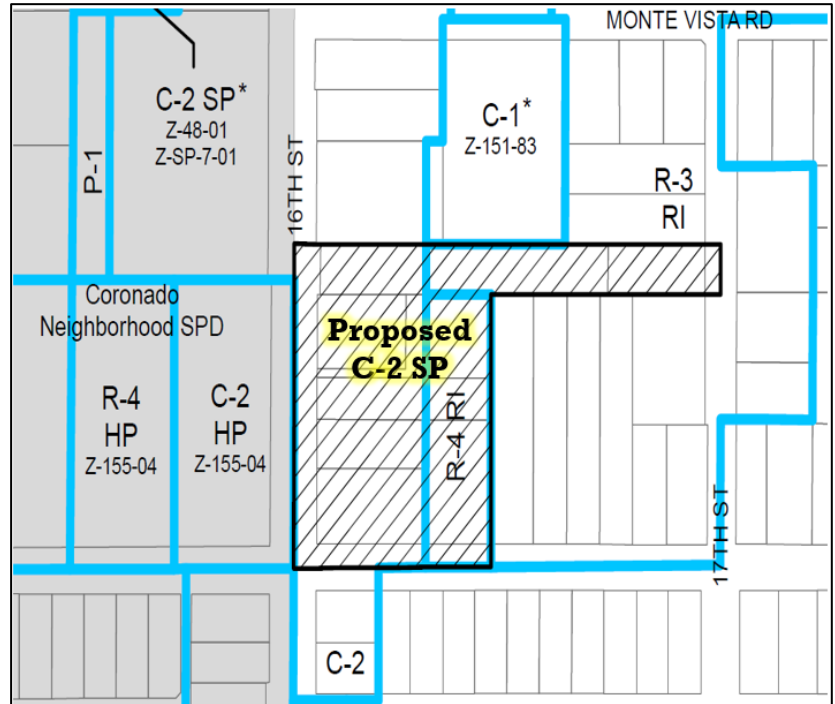 MONTE VISTA RD
C-2 SP*
Z-48-01
Z-SP-7-01
P-1
16TH ST
C-1*
Z-151-83
R-3
RI
Coronado
Neighborhood SPD
Proposed
C-2 SP
R-4 RI
R-4
HP
Z-155-04
C-2
HP
Z-155-04
17TH ST
C-2